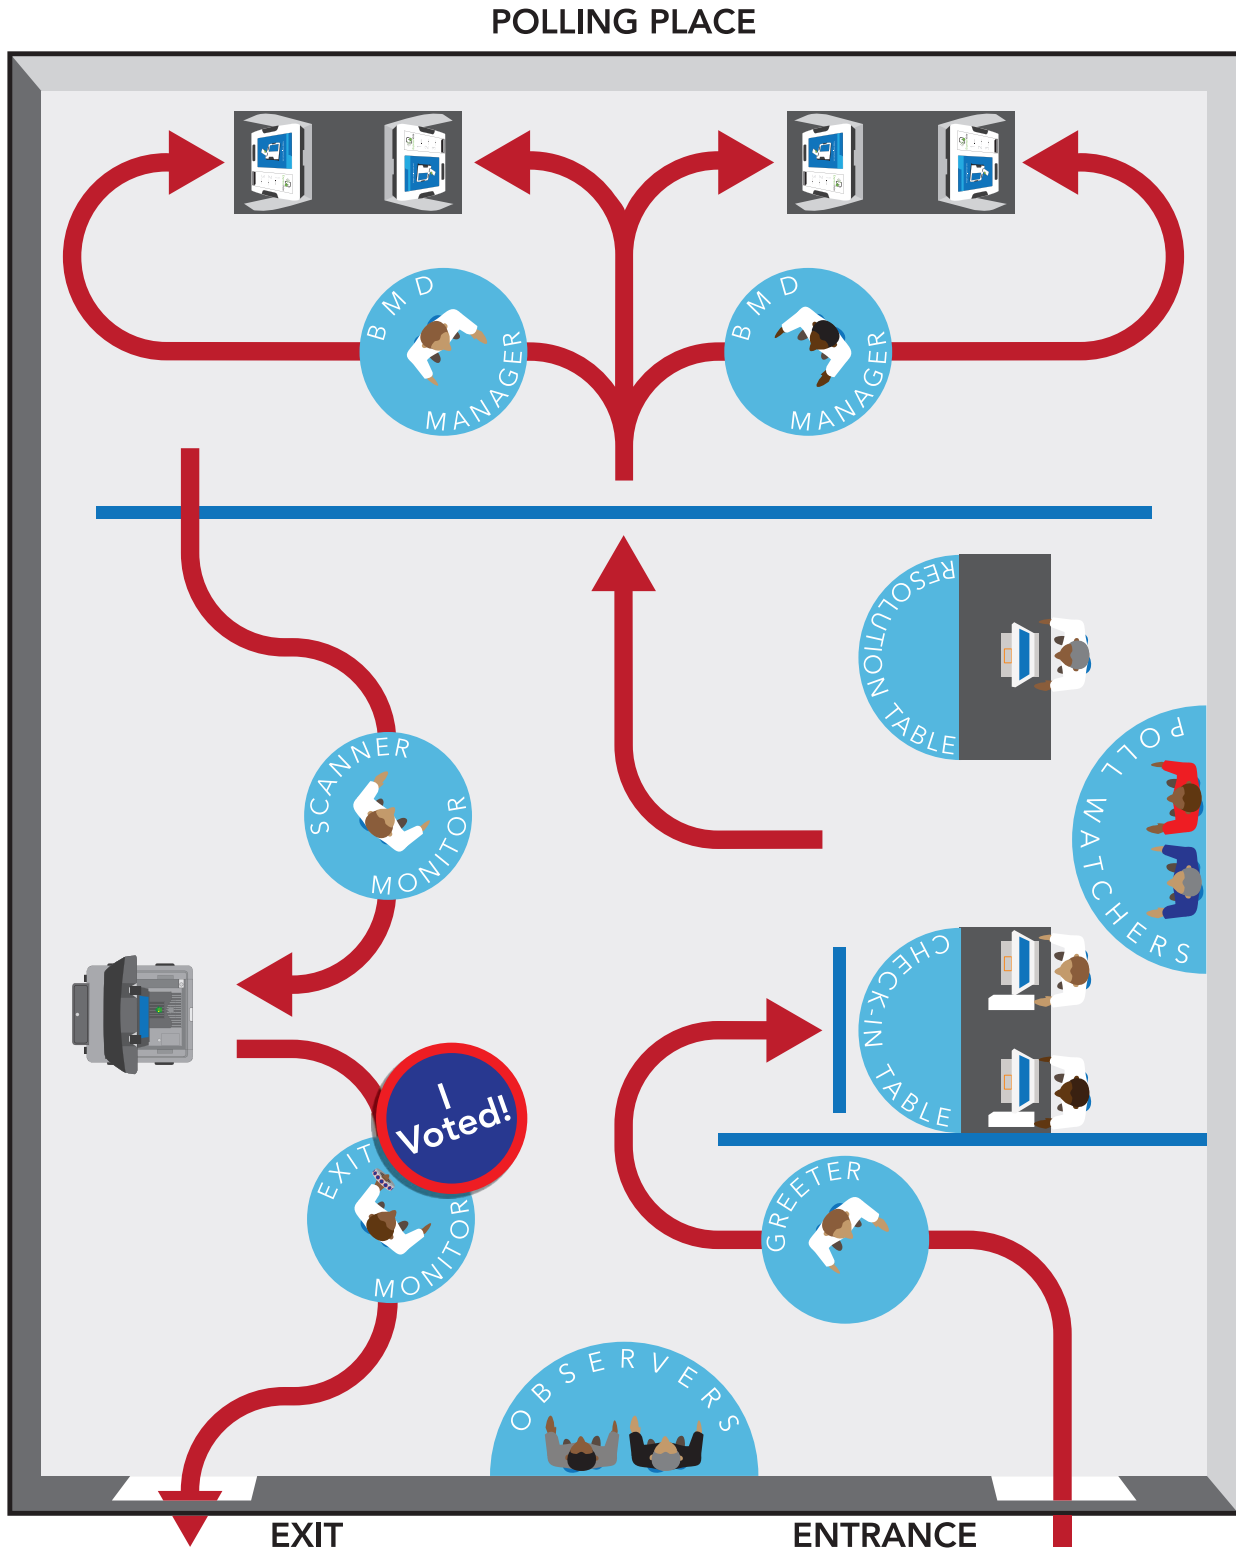 POLLING PLACE
BMD
MANAGER
BMD
MANAGER
RESOLUTION TABLE
SCANNER
MONITOR
POLL WATCHERS
CHECK-IN TABLE
I
Voted!
EXIT
MONITOR
GREETER
OBSERVERS
EXIT
ENTRANCE